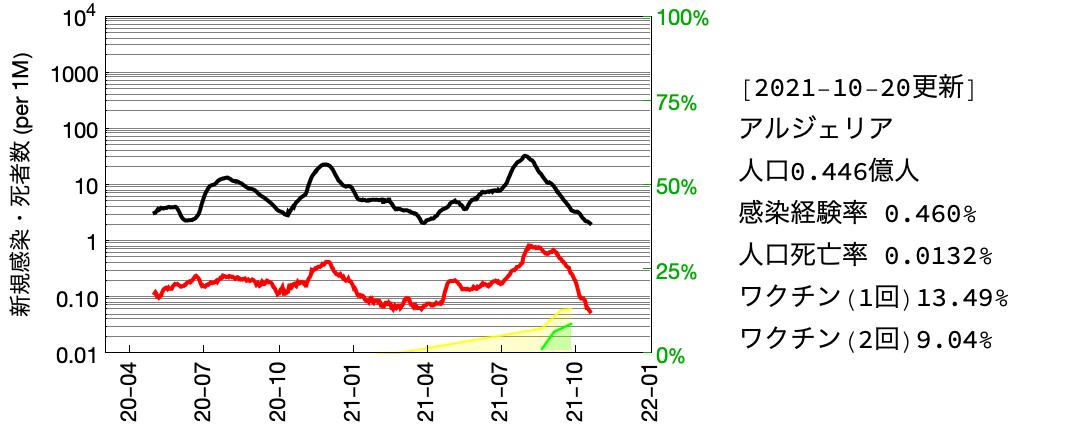 新規感染・死者数 (per 1M)
10⁴
1000
100
10
1
0.10
0.01
100%
75%
50%
25%
0%
20-04
20-07
20-10
21-01
21-04
21-07
21-10
22-01
[2021-10-20更新]
アルジェリア
人口0.446億人
感染経験率 0.460%
人口死亡率 0.0132%
ワクチン(1回)13.49%
ワクチン(2回)9.04%